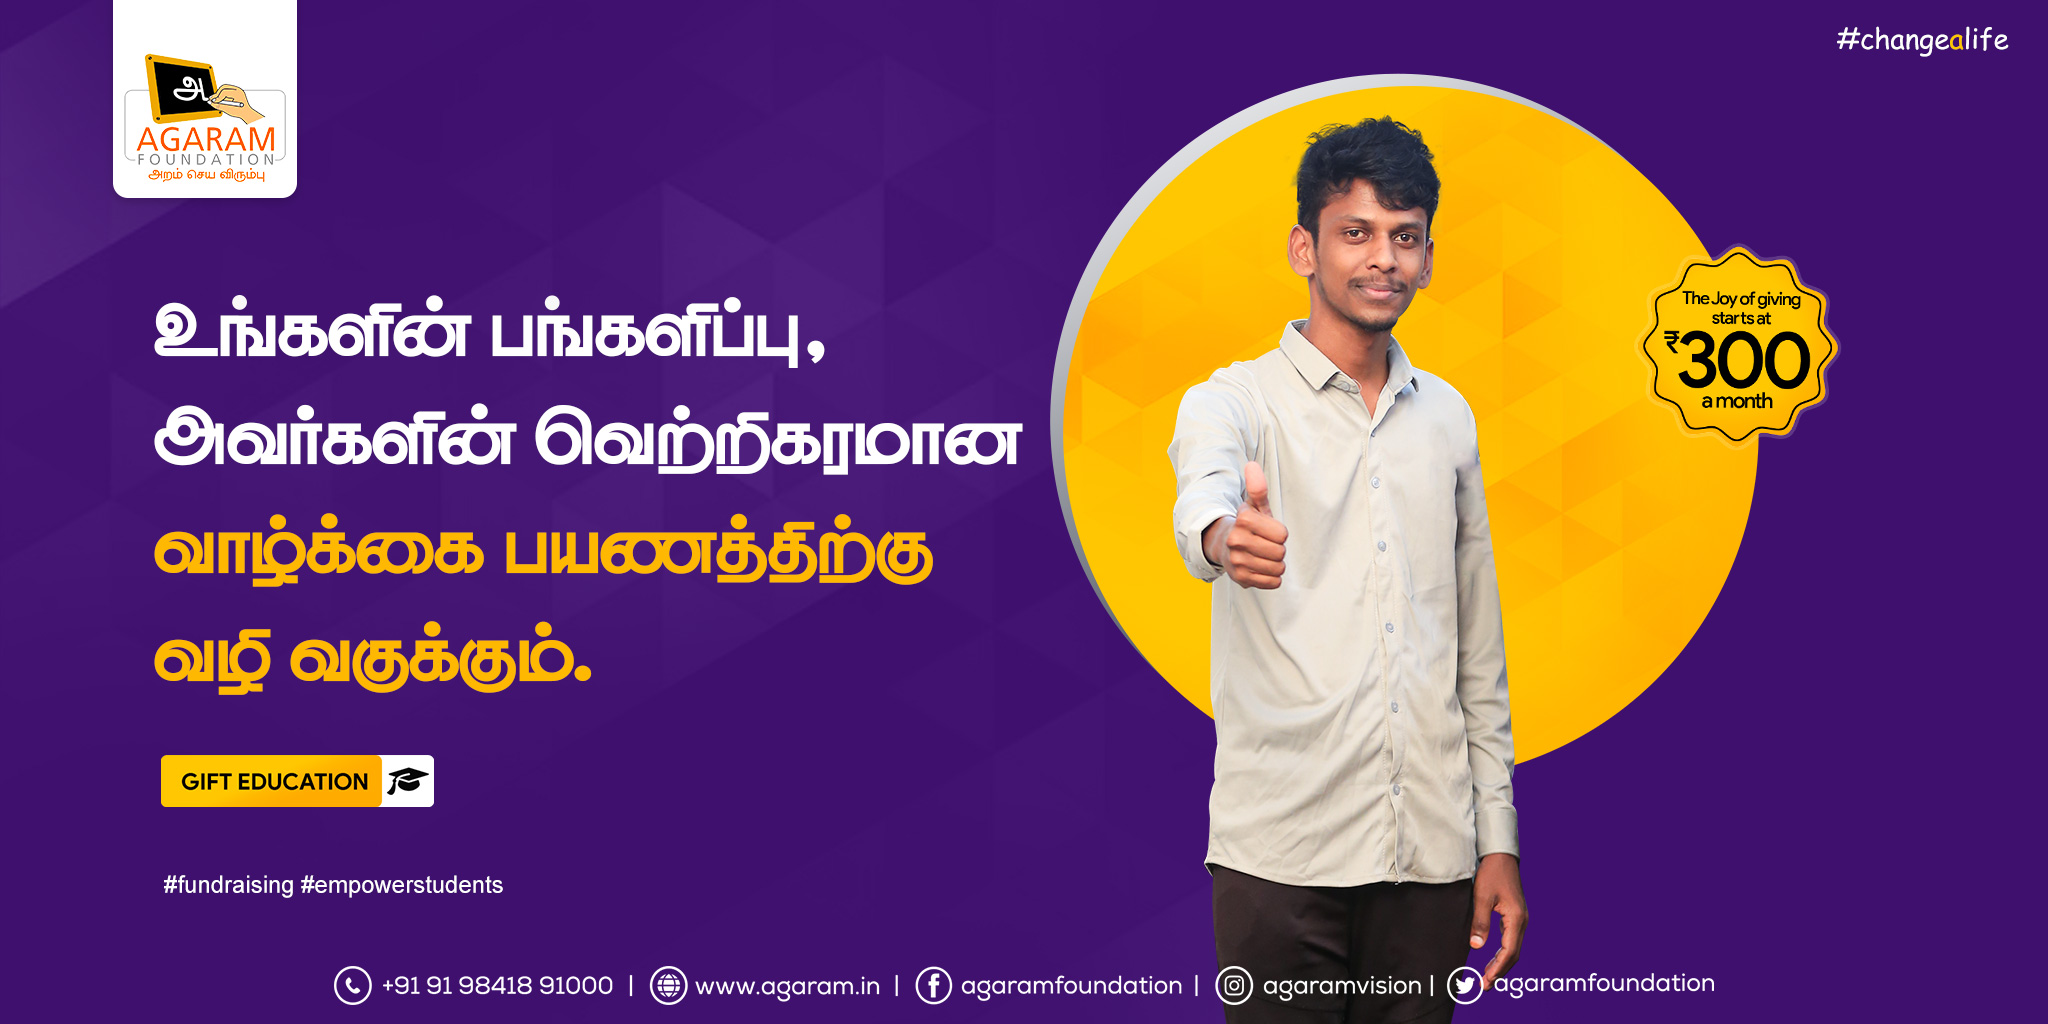 #changealife
அ
AGARAM
FOUNDATION
அறம் செய விரும்பு
உங்களின் பங்களிப்பு,
அவர்களின் வெற்றிகரமான
வாழ்க்கை பயணத்திற்கு
வழி வகுக்கும்.
The Joy of giving
starts at
₹300
a month
GIFT EDUCATION
#fundraising #empowerstudents
+91 91 98418 91000 | www.agaram.in | agaramfoundation | agaramvision | agaramfoundation